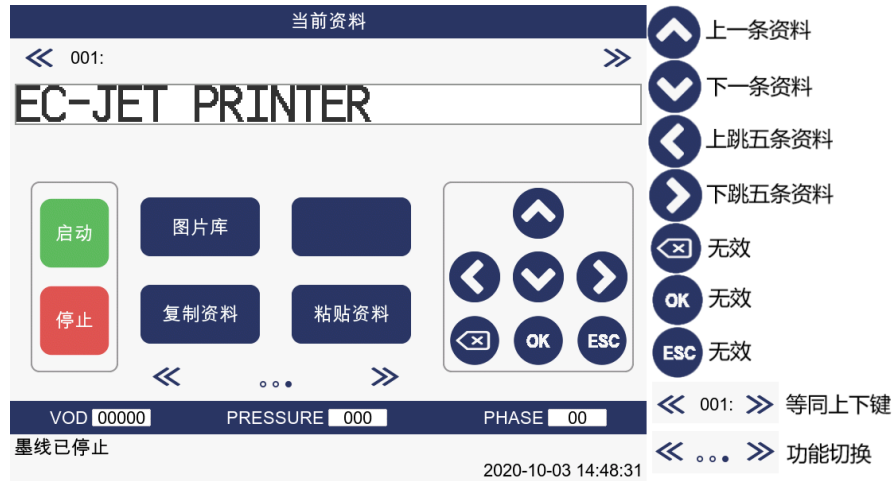 当前资料
001:
EC-JET PRINTER
启动
图片库
停止
复制资料
粘贴资料
OK
ESC
VOD 00000
PRESSURE 000
PHASE 00
墨线已停止
2020-10-03 14:48:31
上一条资料
下一条资料
上跳五条资料
下跳五条资料
无效
OK 无效
ESC 无效
001: 等同上下键
功能切换